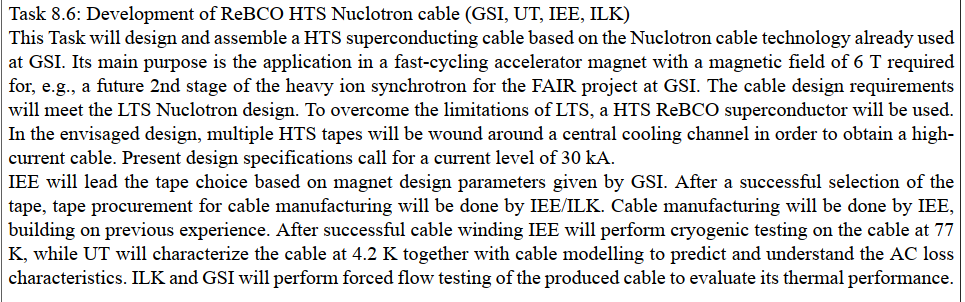 Task 8.6: Development of ReBCO HTS Nuclotron cable (GSI, UT, IEE, ILK)
This Task will design and assemble a HTS superconducting cable based on the Nuclotron cable technology already used
at GSI. Its main purpose is the application in a fast-cycling accelerator magnet with a magnetic field of 6 T required
for, e.g., a future 2nd stage of the heavy ion synchrotron for the FAIR project at GSI. The cable design requirements
will meet the LTS Nuclotron design. To overcome the limitations of LTS, a HTS ReBCO superconductor will be used.
In the envisaged design, multiple HTS tapes will be wound around a central cooling channel in order to obtain a high-
current cable. Present design specifications call for a current level of 30 kA.
IEE will lead the tape choice based on magnet design parameters given by GSI. After a successful selection of the
tape, tape procurement for cable manufacturing will be done by IEE/ILK. Cable manufacturing will be done by IEE,
building on previous experience. After successful cable winding IEE will perform cryogenic testing on the cable at 77
K, while UT will characterize the cable at 4.2 K together with cable modelling to predict and understand the AC loss
characteristics. ILK and GSI will perform forced flow testing of the produced cable to evaluate its thermal performance.